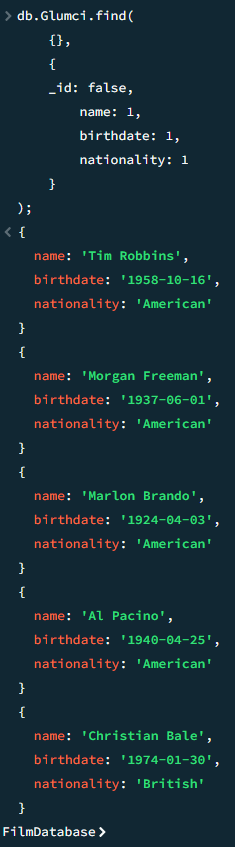 > db.Glumci.find(
{},
{
_id: false,
name: 1,
birthdate: 1,
nationality: 1
}
);
< {
name: 'Tim Robbins',
birthdate: '1958-10-16',
nationality: 'American'
}
{
name: 'Morgan Freeman',
birthdate: '1937-06-01',
nationality: 'American'
}
{
name: 'Marlon Brando',
birthdate: '1924-04-03',
nationality: 'American'
}
{
name: 'Al Pacino',
birthdate: '1940-04-25',
nationality: 'American'
}
{
name: 'Christian Bale',
birthdate: '1974-01-30',
nationality: 'British'
}
FilmDatabase>